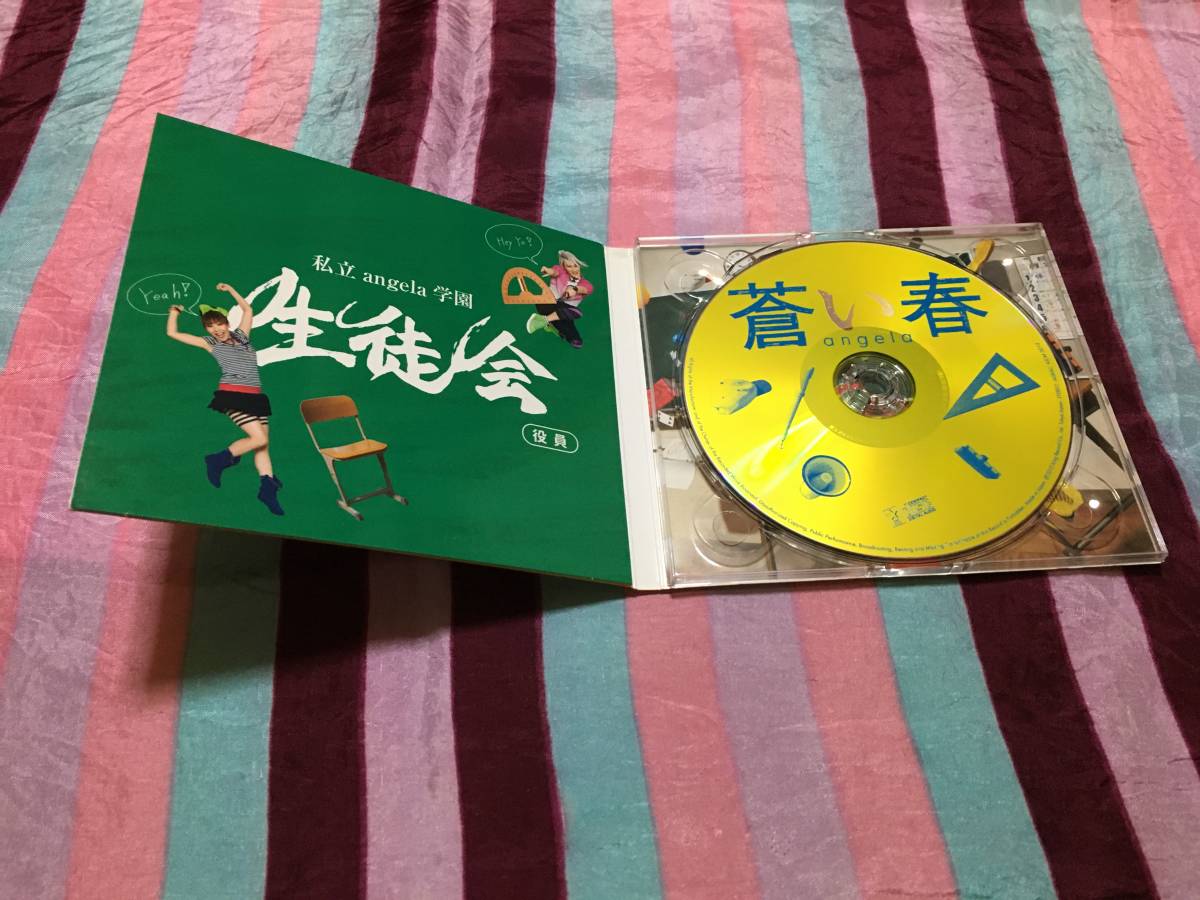 私立 angela 学園
生徒会
役員
Yeah!
Hey Yo!
蒼い春
angela